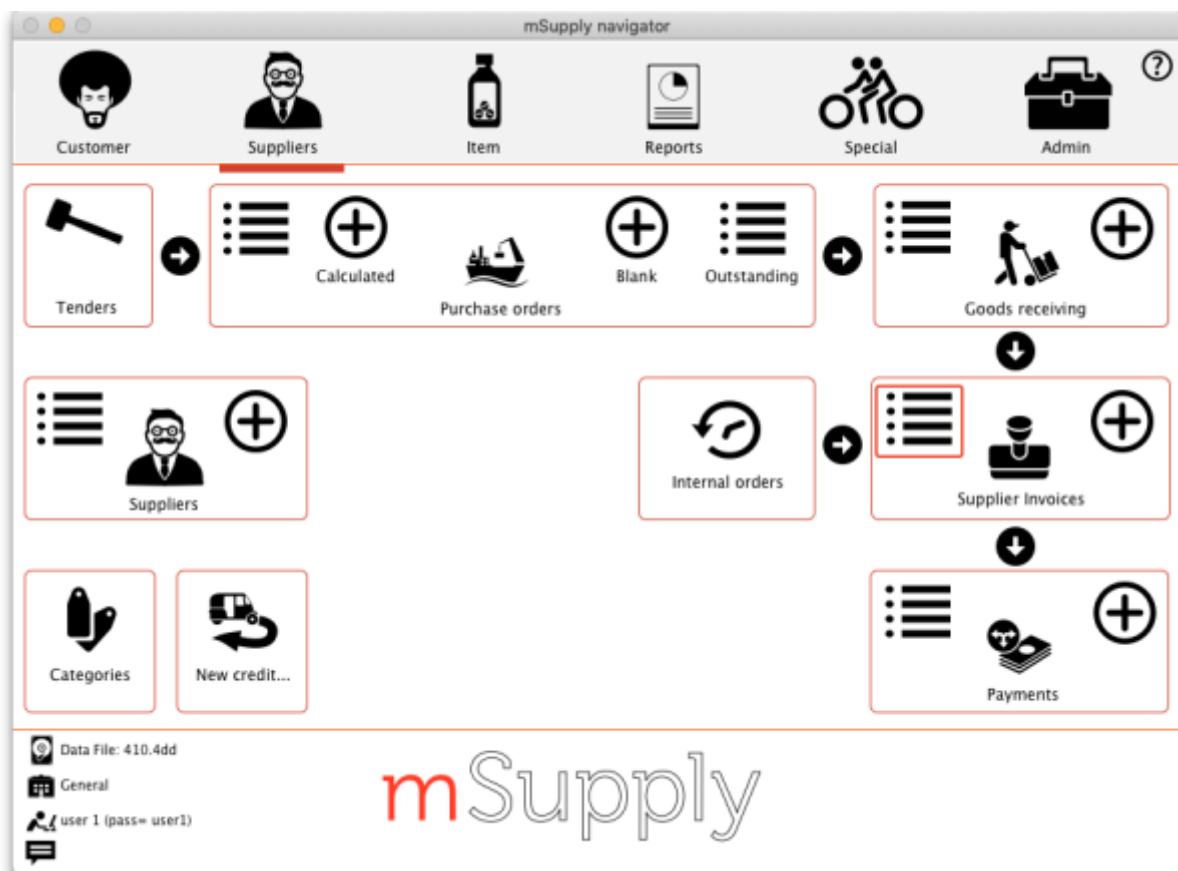 mSupply navigator
Customer Suppliers Item Reports Special Admin
?
Calculated Blank Outstanding
Tenders Purchase orders Goods receiving
Internal orders
Suppliers Supplier Invoices
Categories New credit... Payments
Data File: 410.4dd
General
user 1 (pass= user1)
mSupply